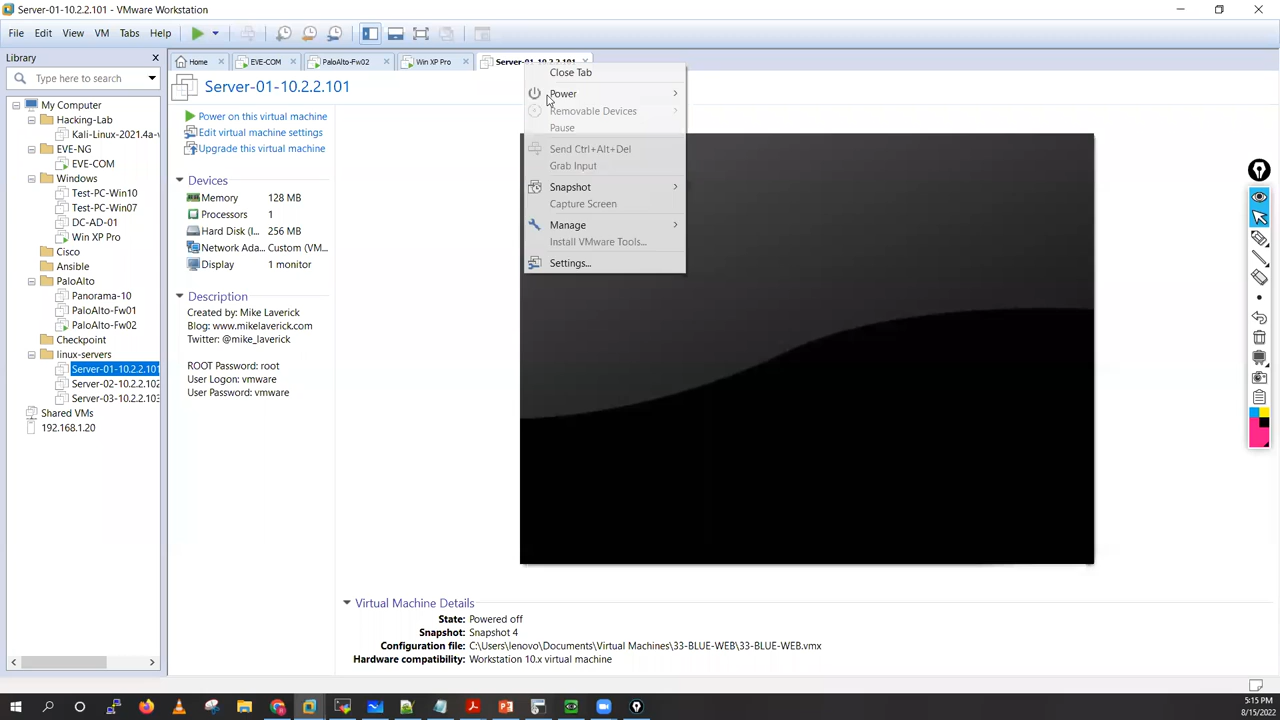 Server-01-10.2.2.101 - VMware Workstation
File Edit View VM Tabs Help
Library
Type here to search
My Computer
Hacking-Lab
Kali-Linux-2021.4a-v
EVE-NG
EVE-COM
Windows
Test-PC-Win10
Test-PC-Win07
DC-AD-01
Win XP Pro
Cisco
Ansible
PaloAlto
Panorama-10
PaloAlto-Fw01
PaloAlto-Fw02
Checkpoint
linux-servers
Server-01-10.2.2.101
Server-02-10.2.2.102
Server-03-10.2.2.103
Shared VMs
192.168.1.20
Home EVE-COM PaloAlto-Fw02 Win XP Pro Server-01-10.2.2.101
Server-01-10.2.2.101
Power on this virtual machine
Edit virtual machine settings
Upgrade this virtual machine
Devices
Memory 128 MB
Processors 1
Hard Disk (I... 256 MB
Network Ada... Custom (VM...
Display 1 monitor
Description
Created by: Mike Laverick
Blog: www.mikelaverick.com
Twitter: @mike_laverick
ROOT Password: root
User Logon: vmware
User Password: vmware
Close Tab
Power
Removable Devices
Pause
Send Ctrl+Alt+Del
Grab Input
Snapshot
Capture Screen
Manage
Install VMware Tools...
Settings...
Virtual Machine Details
State: Powered off
Snapshot: Snapshot 4
Configuration file: C:\Users\lenovo\Documents\Virtual Machines\33-BLUE-WEB\33-BLUE-WEB.vmx
Hardware compatibility: Workstation 10.x virtual machine
5:15 PM
8/15/2022